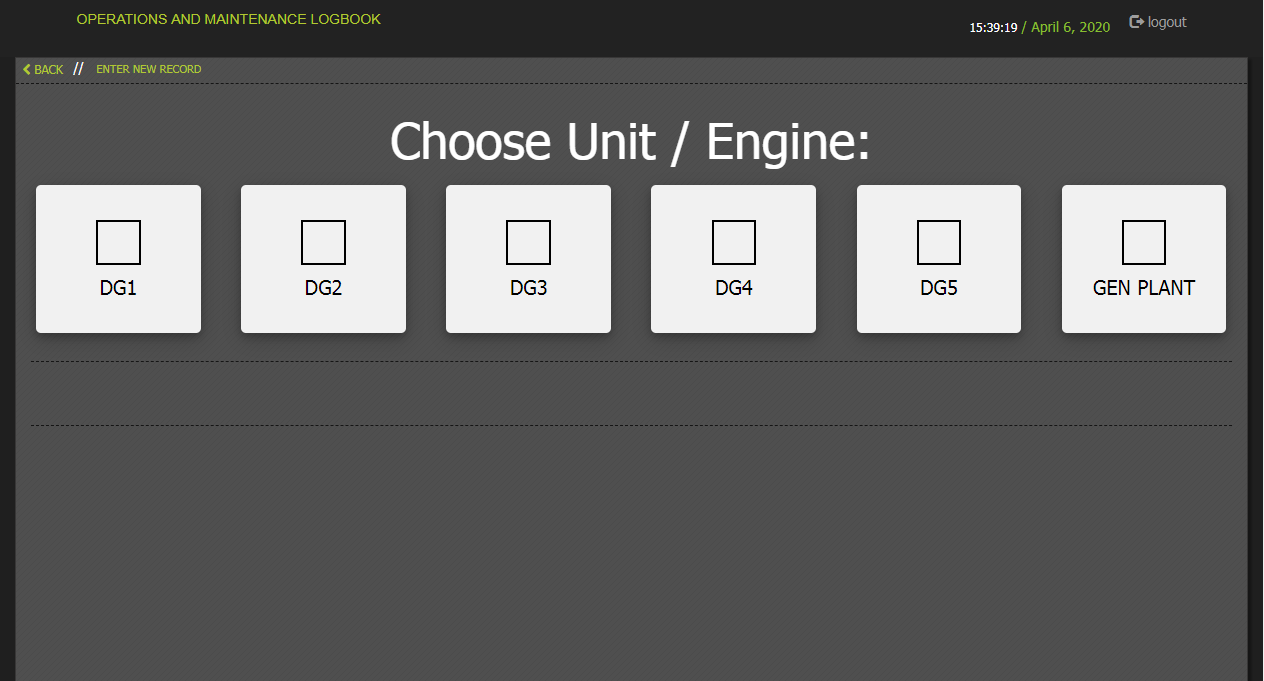 OPERATIONS AND MAINTENANCE LOGBOOK
15:39:19 / April 6, 2020 logout
BACK // ENTER NEW RECORD
Choose Unit / Engine:
DG1
DG2
DG3
DG4
DG5
GEN PLANT